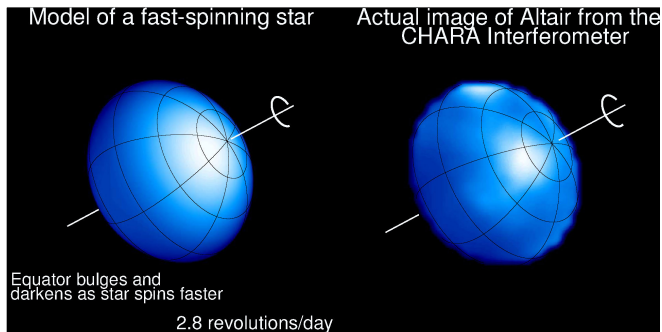 Model of a fast-spinning star
Actual image of Altair from the
CHARA Interferometer
Equator bulges and
darkens as star spins faster
2.8 revolutions/day